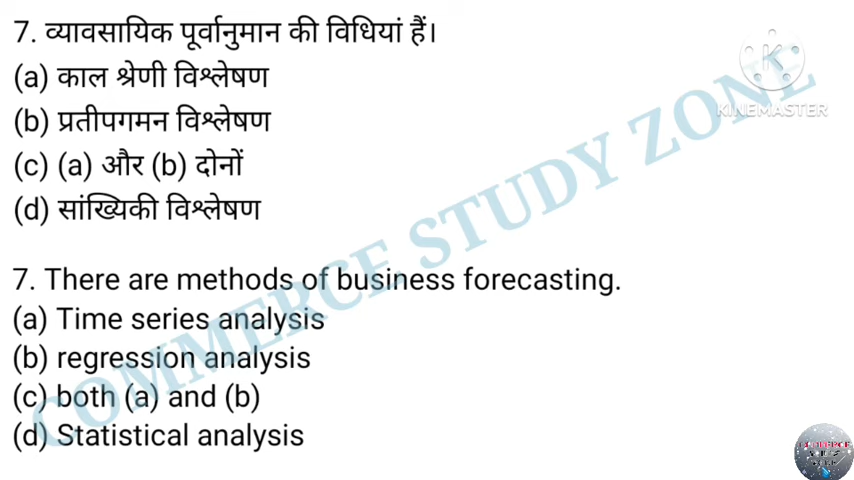 7. व्यावसायिक पूर्वानुमान की विधियां हैं।
(a) काल श्रेणी विश्लेषण
(b) प्रतीपगमन विश्लेषण
(c) (a) और (b) दोनों
(d) सांख्यिकी विश्लेषण
7. There are methods of business forecasting.
(a) Time series analysis
(b) regression analysis
(c) both (a) and (b)
(d) Statistical analysis
COMMERCE STUDY ZONE
K
KINEMASTER